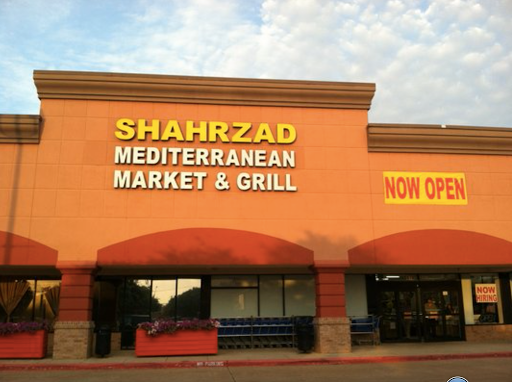 SHAHRZAD
MEDITERRANEAN
MARKET & GRILL
NOW OPEN
NOW
HIRING